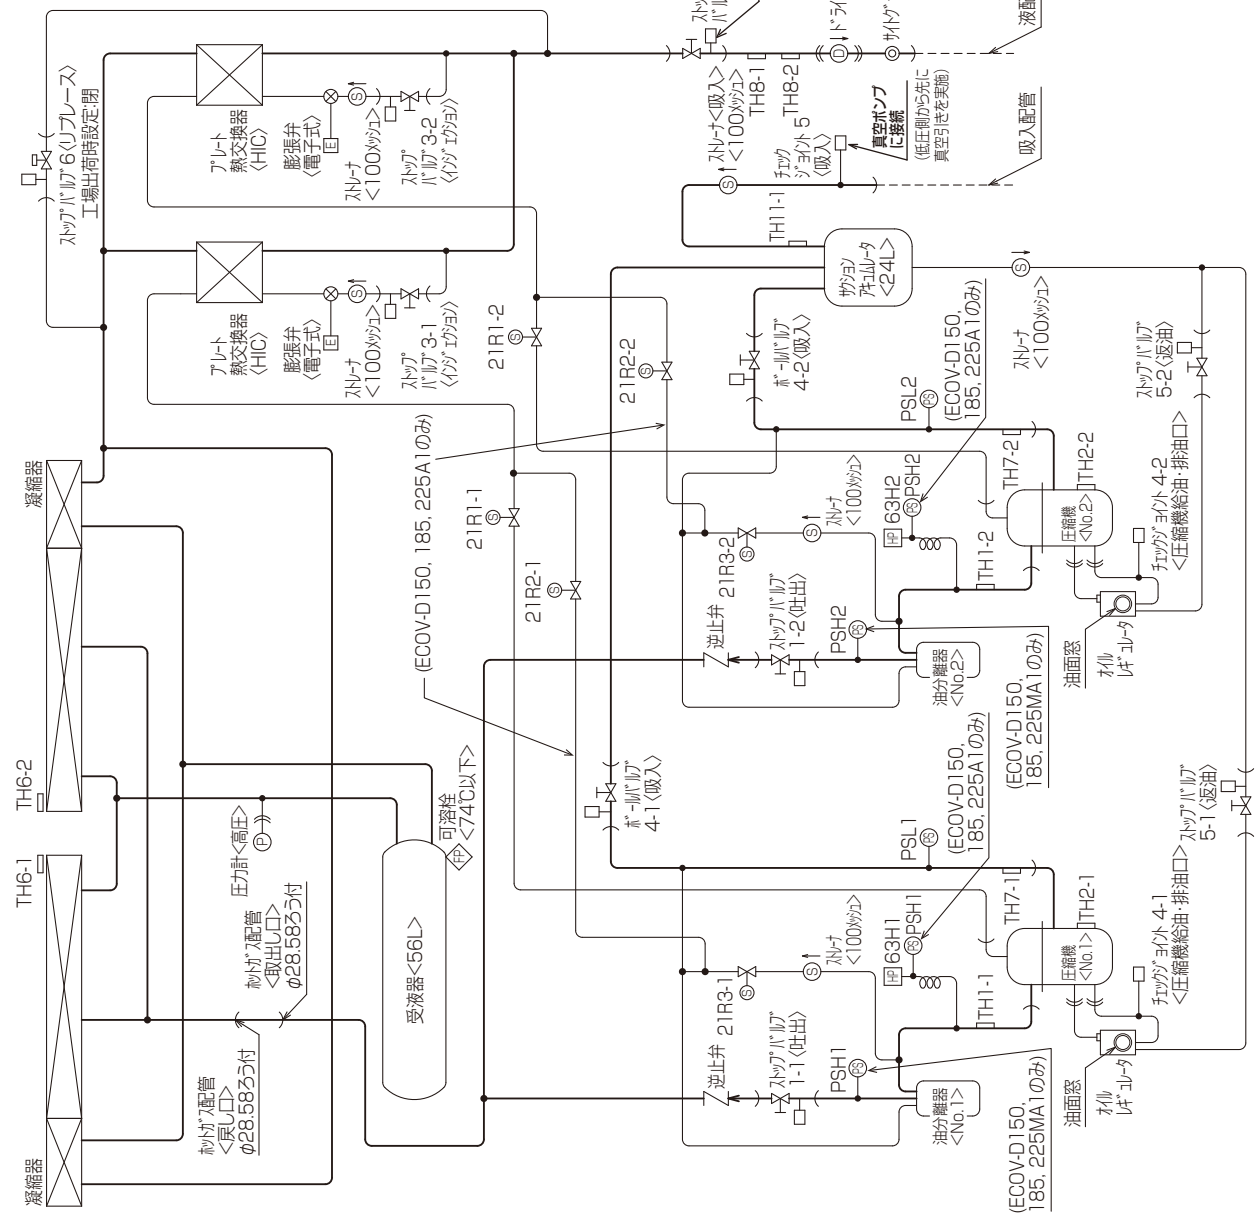 ストップバルブ6〈リプレース〉
工場出荷時設定:閉
プレート
熱交換器
〈HIC〉
膨張弁
〈電子式〉
E
ストレーナ
<100メッシュ>
S
ストップ
バルブ3-2
〈インジェクション〉
プレート
熱交換器
〈HIC〉
膨張弁
〈電子式〉
E
ストレーナ
<100メッシュ>
S
ストップ
バルブ3-1
〈インジェクション〉
ストレーナ<吸入>
<100メッシュ>
TH8-1
TH8-2
D
チェック
ジョイント5
〈吸入〉
真空ポンプ
に接続
(低圧側から先に
真空引きを実施)
吸入配管
S
TH11-1
サクション
アキュムレータ
<24L>
S
ストレーナ
<100メッシュ>
21R1-2
S
21R2-2
S
ボールバルブ
4-2〈吸入〉
PSL2
PS
(ECOV-D150,
185, 225A1のみ)
ストップバルブ
5-2〈返油〉
凝縮器
(ECOV-D150, 185, 225A1のみ)
21R1-1
S
21R2-1
S
21R3-2
S
S
ストレーナ
<100メッシュ>
HP
63H2
PS
PSH2
TH7-2
TH2-2
圧縮機
<No.2>
TH1-2
チェックジョイント4-2
<圧縮機給油・排油口>
逆止弁
ストップバルブ
1-2〈吐出〉
PSH2
PS
油分離器
<No.2>
油面窓
オイル
レギュレータ
(ECOV-D150,
185, 225MA1のみ)
TH6-2
TH6-1
圧力計<高圧>
P
可溶栓
<74℃以下>
FP
ホットガス配管
<取出し口>
φ28.58ろう付
受液器<56L>
ホットガス配管
<戻し口>
φ28.58ろう付
凝縮器
ボールバルブ
4-1〈吸入〉
PSL1
PS
(ECOV-D150,
185, 225A1のみ)
ストップバルブ
5-1〈返油〉
21R3-1
S
S
ストレーナ
<100メッシュ>
HP
63H1
PS
PSH1
TH7-1
TH2-1
圧縮機
<No.1>
TH1-1
チェックジョイント4-1
<圧縮機給油・排油口>
逆止弁
ストップバルブ
1-1〈吐出〉
PSH1
PS
油分離器
<No.1>
油面窓
オイル
レギュレータ
(ECOV-D150,
185, 225MA1のみ)